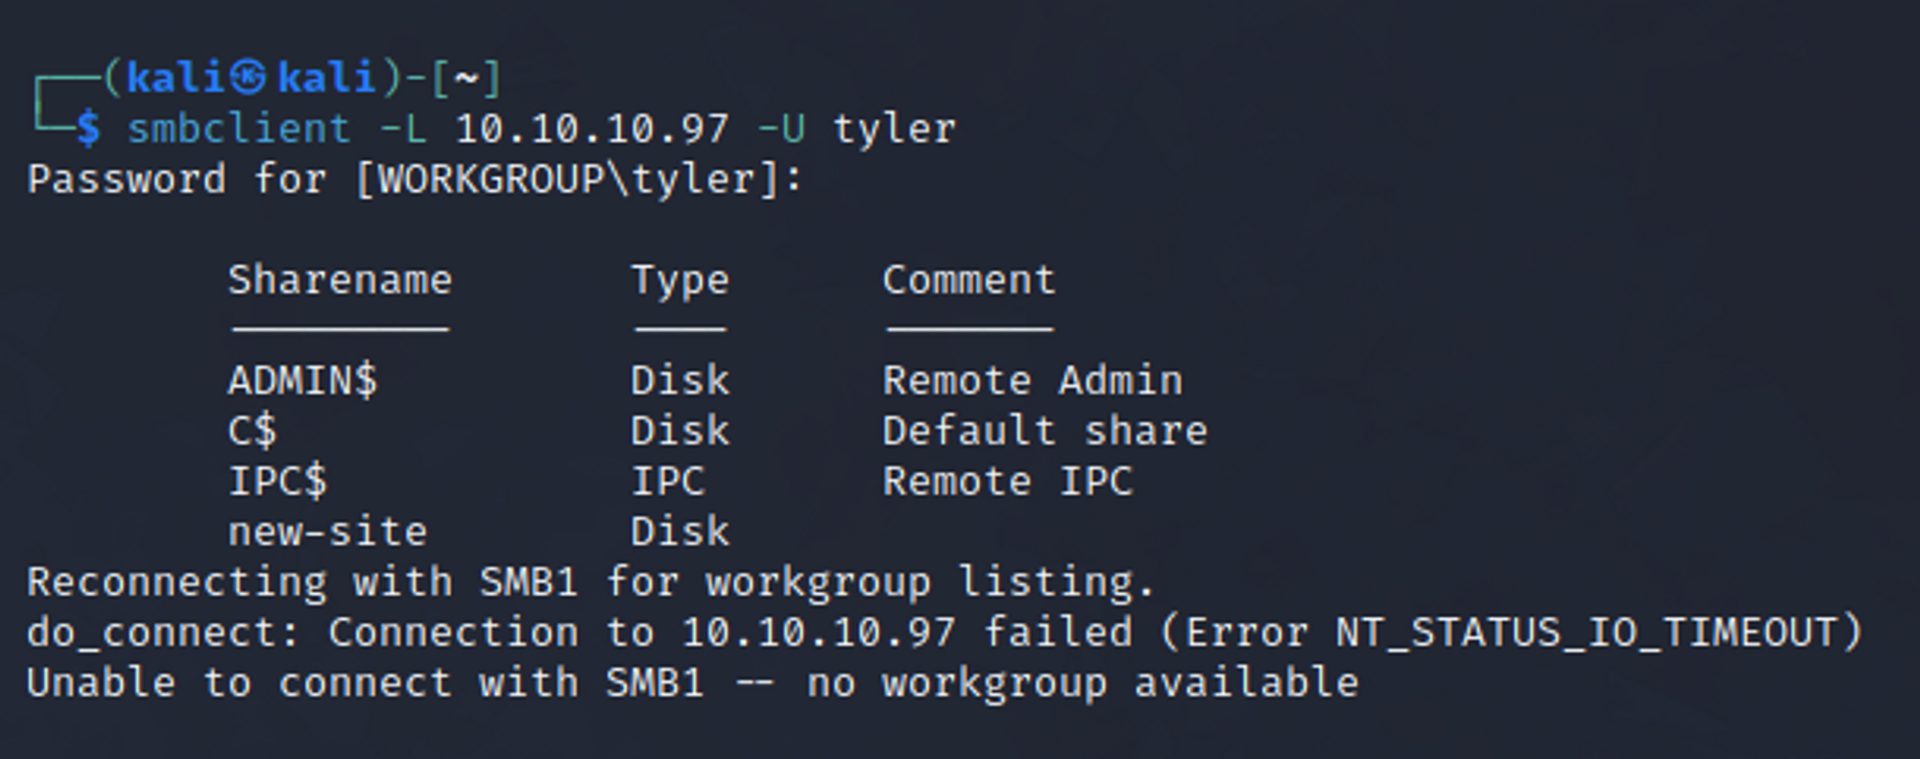 ┌──(kali㉿kali)-[~]
└─$ smbclient -L 10.10.10.97 -U tyler
Password for [WORKGROUP\tyler]:
Sharename Type Comment
--------- ---- -------
ADMIN$ Disk Remote Admin
C$ Disk Default share
IPC$ IPC Remote IPC
new-site Disk
Reconnecting with SMB1 for workgroup listing.
do_connect: Connection to 10.10.10.97 failed (Error NT_STATUS_IO_TIMEOUT)
Unable to connect with SMB1 -- no workgroup available